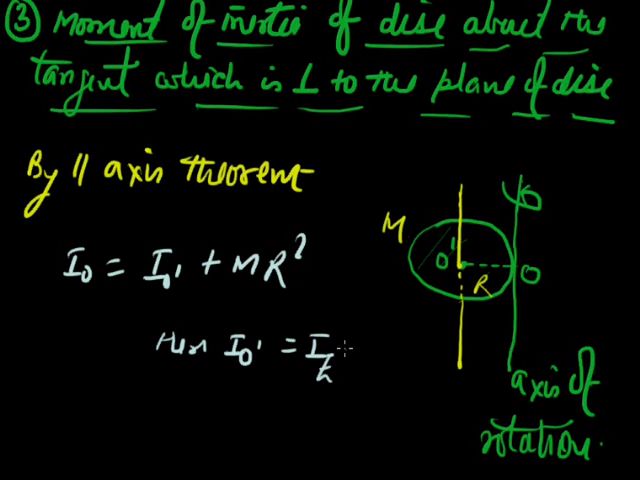 ③ Moment of inertia of disc about the
tangent which is ⊥ to the plane of disc
By || axis theorem
I₀ = I₀' + MR²
M
O'
O
R
Here I₀' = I
axis of
rotation.